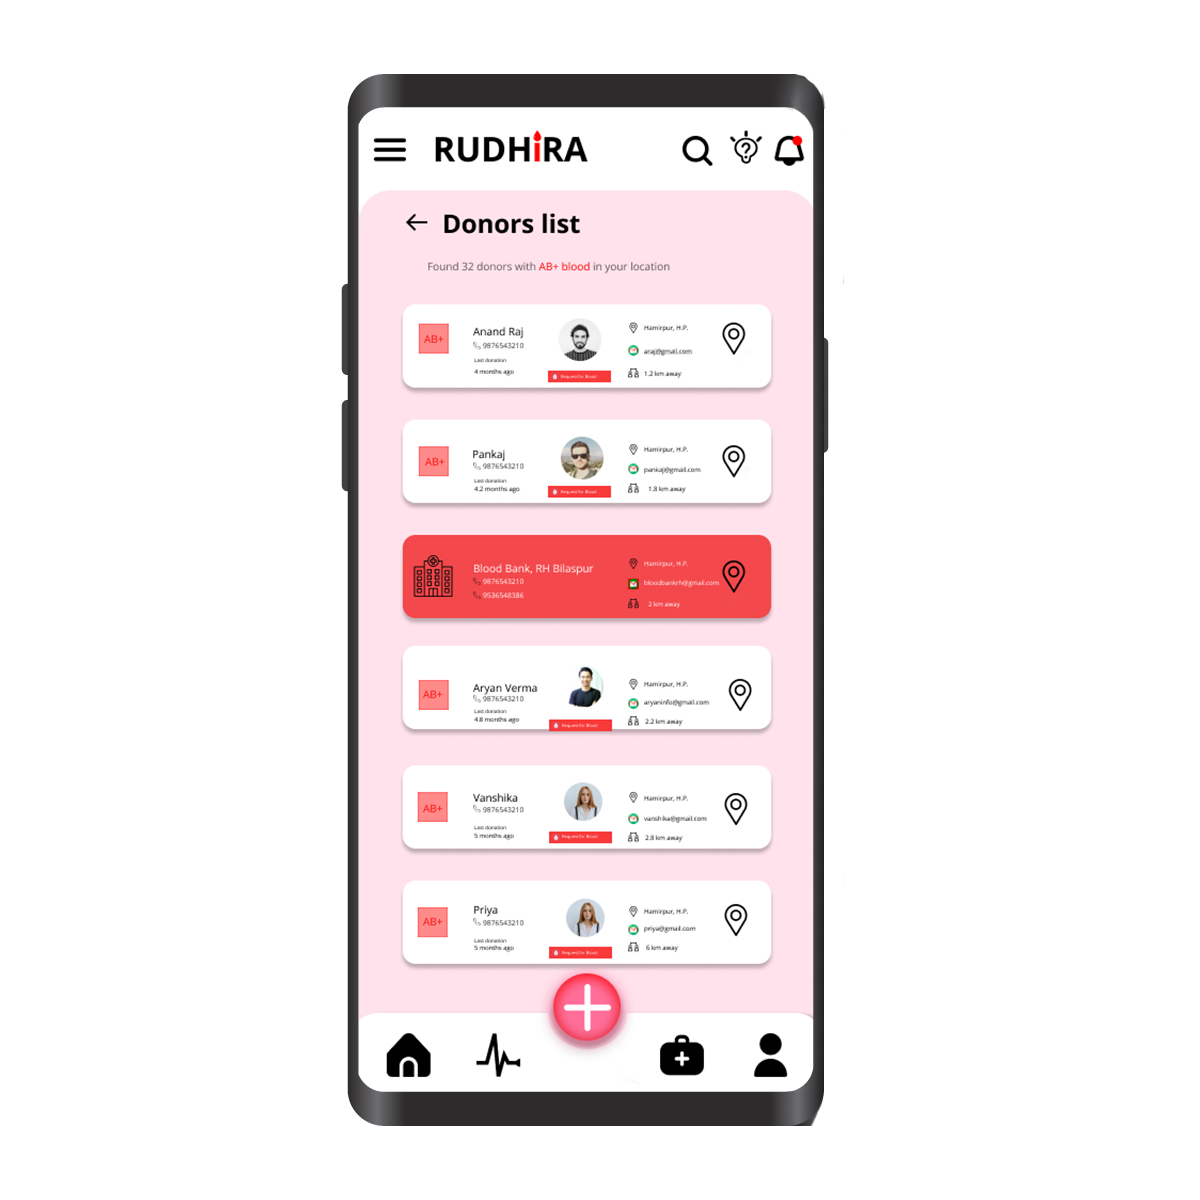 RUDHiRA
Donors list
Found 32 donors with AB+ blood in your location
AB+
Anand Raj
9876543210
Last donation
4 months ago
Request for Blood
Hamirpur, H.P.
araj@gmail.com
1.2 km away
AB+
Pankaj
9876543210
Last donation
4.2 months ago
Request for Blood
Hamirpur, H.P.
pankaj@gmail.com
1.8 km away
Blood Bank, RH Bilaspur
9876543210
9536548386
Hamirpur, H.P.
bloodbankrh@gmail.com
2 km away
AB+
Aryan Verma
9876543210
Last donation
4.8 months ago
Request for Blood
Hamirpur, H.P.
aryaninfo@gmail.com
2.2 km away
AB+
Vanshika
9876543210
Last donation
5 months ago
Request for Blood
Hamirpur, H.P.
vanshika@gmail.com
2.8 km away
AB+
Priya
9876543210
Last donation
5 months ago
Request for Blood
Hamirpur, H.P.
priya@gmail.com
6 km away